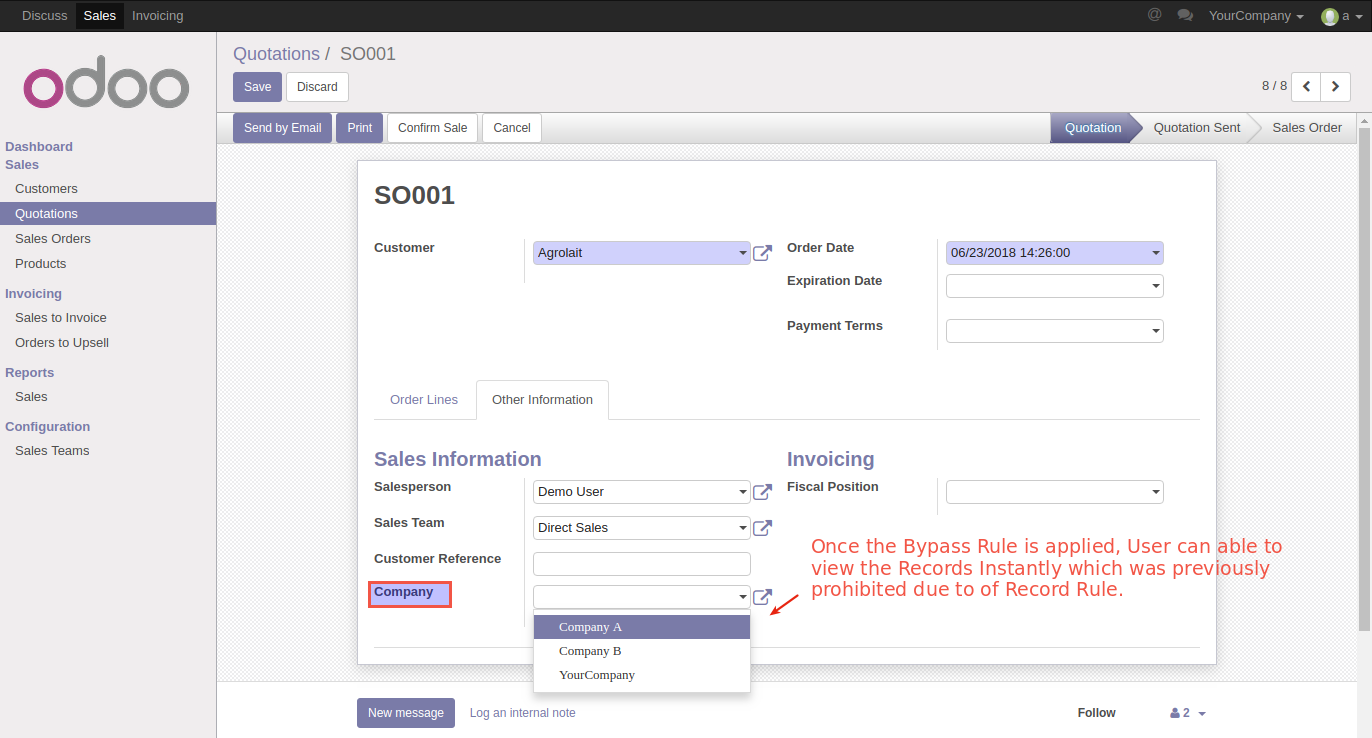 Discuss Sales Invoicing @ YourCompany a
odoo
Quotations / SO001
Save Discard 8 / 8
Send by Email Print Confirm Sale Cancel Quotation Quotation Sent Sales Order
Dashboard
Sales
Customers
Quotations
Sales Orders
Products
Invoicing
Sales to Invoice
Orders to Upsell
Reports
Sales
Configuration
Sales Teams
SO001
Customer Agrolait
Order Date 06/23/2018 14:26:00
Expiration Date
Payment Terms
Order Lines Other Information
Sales Information
Salesperson Demo User
Sales Team Direct Sales
Customer Reference
Company
Company A
Company B
YourCompany
Invoicing
Fiscal Position
Once the Bypass Rule is applied, User can able to
view the Records Instantly which was previously
prohibited due to of Record Rule.
New message Log an internal note Follow 2